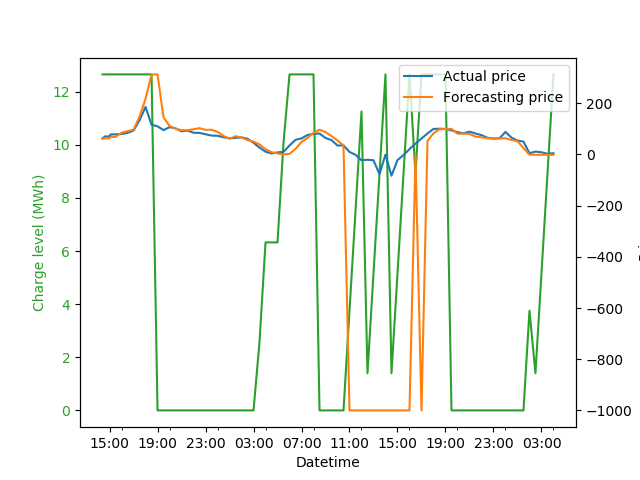 Actual price
Forecasting price
12
10
8
6
4
2
0
Charge level (MWh)
200
0
−200
−400
−600
−800
−1000
15:00 19:00 23:00 03:00 07:00 11:00 15:00 19:00 23:00 03:00
Datetime